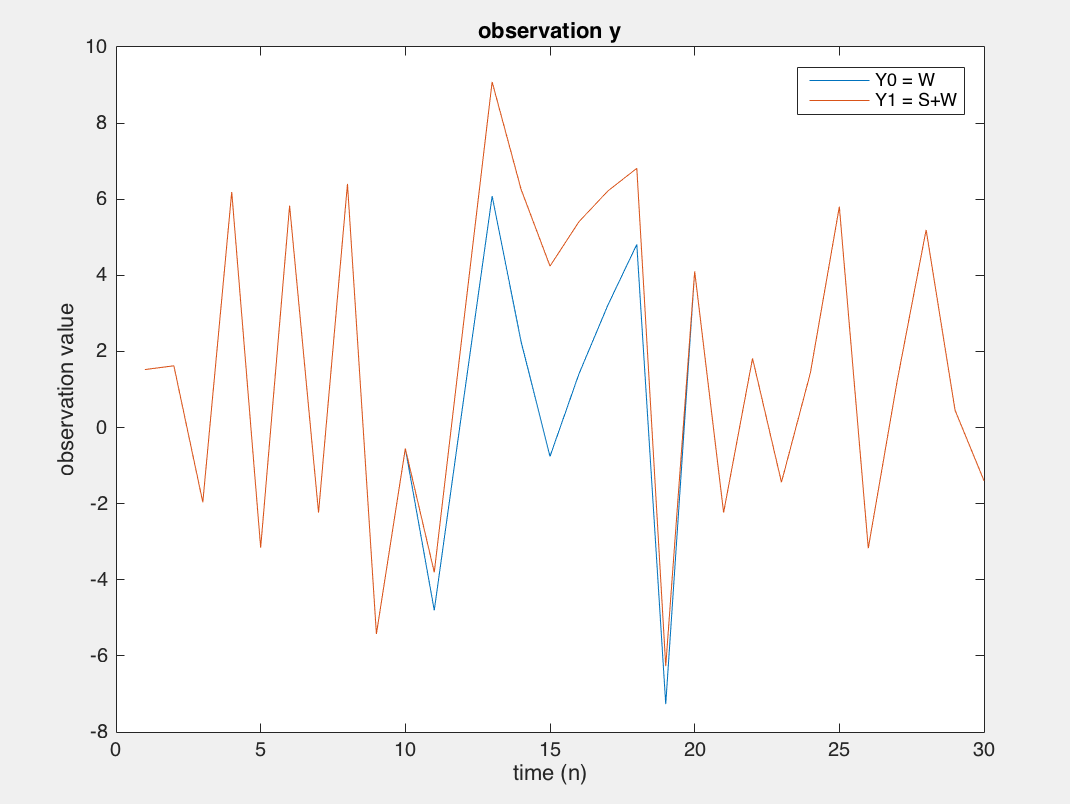 observation y
Y0 = W
Y1 = S+W
10
8
6
4
2
0
-2
-4
-6
-8
observation value
0 5 10 15 20 25 30
time (n)